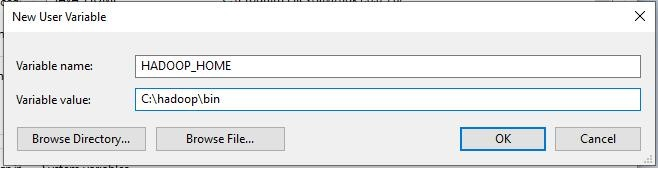 New User Variable
Variable name:
HADOOP_HOME
Variable value:
C:\hadoop\bin
Browse Directory...
Browse File...
OK
Cancel